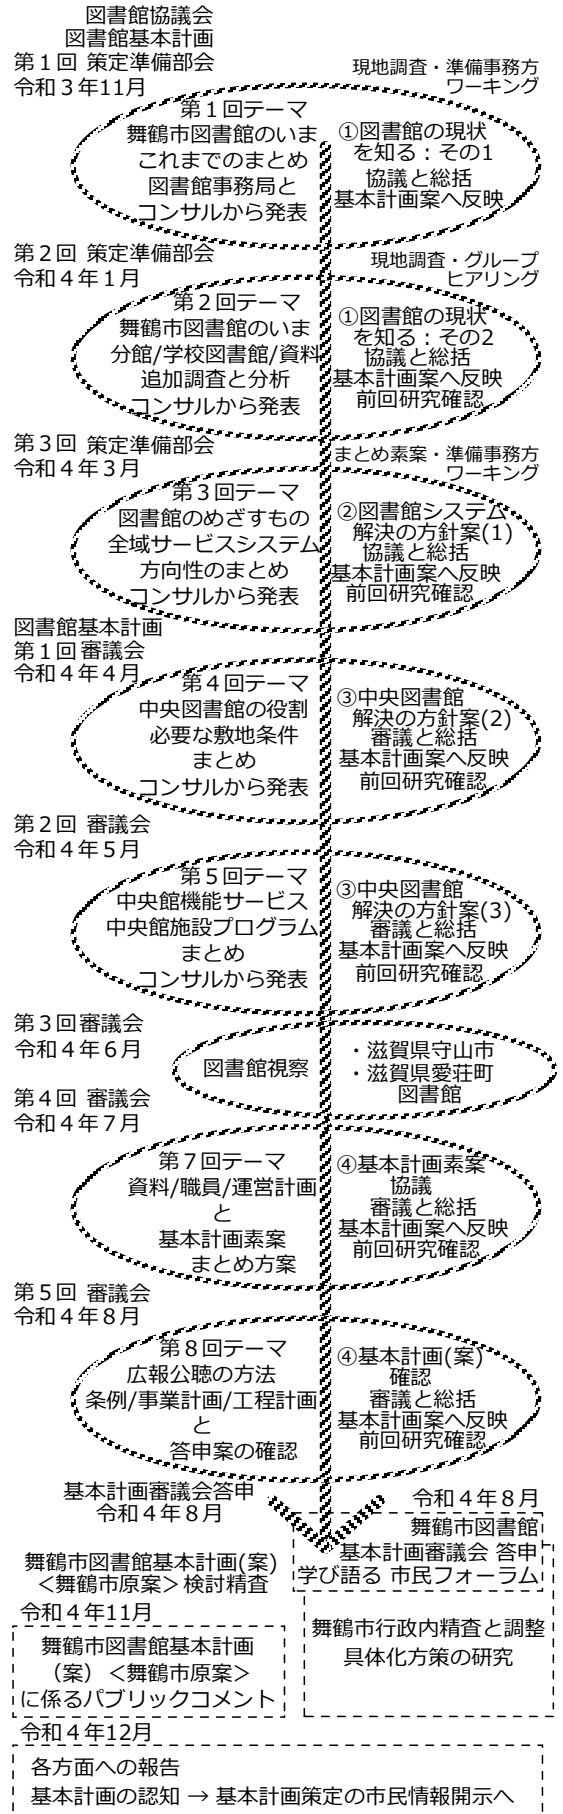 図書館協議会
図書館基本計画
第１回 策定準備部会
令和３年11月
現地調査・準備事務方
ワーキング
第１回テーマ
舞鶴市図書館のいま
これまでのまとめ
図書館事務局と
コンサルから発表
①図書館の現状
を知る：その1
協議と総括
基本計画案へ反映
第２回 策定準備部会
令和４年１月
現地調査・グループ
ヒアリング
第２回テーマ
舞鶴市図書館のいま
分館/学校図書館/資料
追加調査と分析
コンサルから発表
①図書館の現状
を知る：その2
協議と総括
基本計画案へ反映
前回研究確認
第３回 策定準備部会
令和４年３月
まとめ素案・準備事務方
ワーキング
第３回テーマ
図書館のめざすもの
全域サービスシステム
方向性のまとめ
コンサルから発表
②図書館システム
解決の方針案(1)
協議と総括
基本計画案へ反映
前回研究確認
図書館基本計画
第１回審議会
令和４年４月
第４回テーマ
中央図書館の役割
必要な敷地条件
まとめ
コンサルから発表
③中央図書館
解決の方針案(2)
審議と総括
基本計画案へ反映
前回研究確認
第２回 審議会
令和４年５月
第５回テーマ
中央館機能サービス
中央館施設プログラム
まとめ
コンサルから発表
③中央図書館
解決の方針案(3)
審議と総括
基本計画案へ反映
前回研究確認
第３回審議会
令和４年６月
図書館視察
・滋賀県守山市
・滋賀県愛荘町
図書館
第４回 審議会
令和４年７月
第７回テーマ
資料/職員/運営計画
と
基本計画素案
まとめ方案
④基本計画素案
協議
審議と総括
基本計画案へ反映
前回研究確認
第５回 審議会
令和４年８月
第８回テーマ
広報公聴の方法
条例/事業計画/工程計画
と
答申案の確認
④基本計画(案)
確認
審議と総括
基本計画案へ反映
前回研究確認
基本計画審議会答申
令和４年８月
令和４年８月
舞鶴市図書館
基本計画審議会 答申
学び語る 市民フォーラム
舞鶴市図書館基本計画(案)
＜舞鶴市原案＞検討精査
舞鶴市行政内精査と調整
具体化方策の研究
令和４年11月
舞鶴市図書館基本計画
（案）＜舞鶴市原案＞
に係るパブリックコメント
令和４年12月
各方面への報告
基本計画の認知 → 基本計画策定の市民情報開示へ